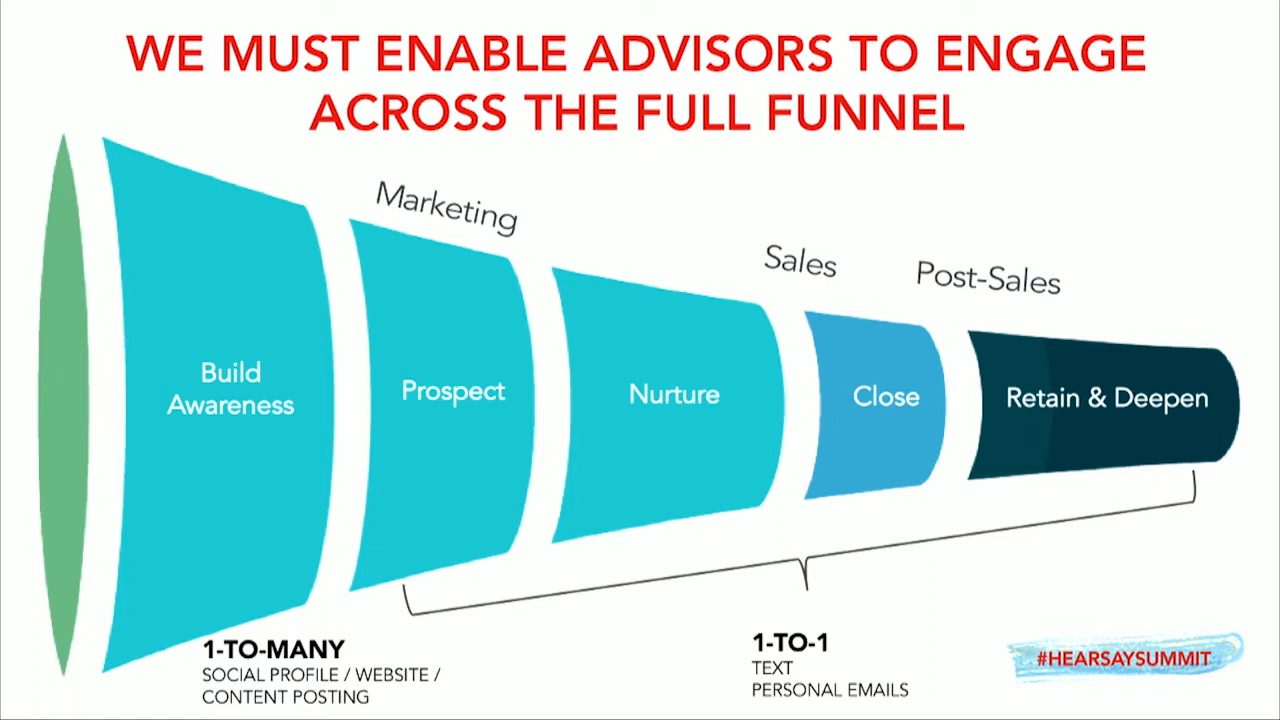 WE MUST ENABLE ADVISORS TO ENGAGE
ACROSS THE FULL FUNNEL
Marketing
Sales
Post-Sales
Build
Awareness
Prospect
Nurture
Close
Retain & Deepen
1-TO-MANY
SOCIAL PROFILE / WEBSITE /
CONTENT POSTING
1-TO-1
TEXT
PERSONAL EMAILS
#HEARSAYSUMMIT